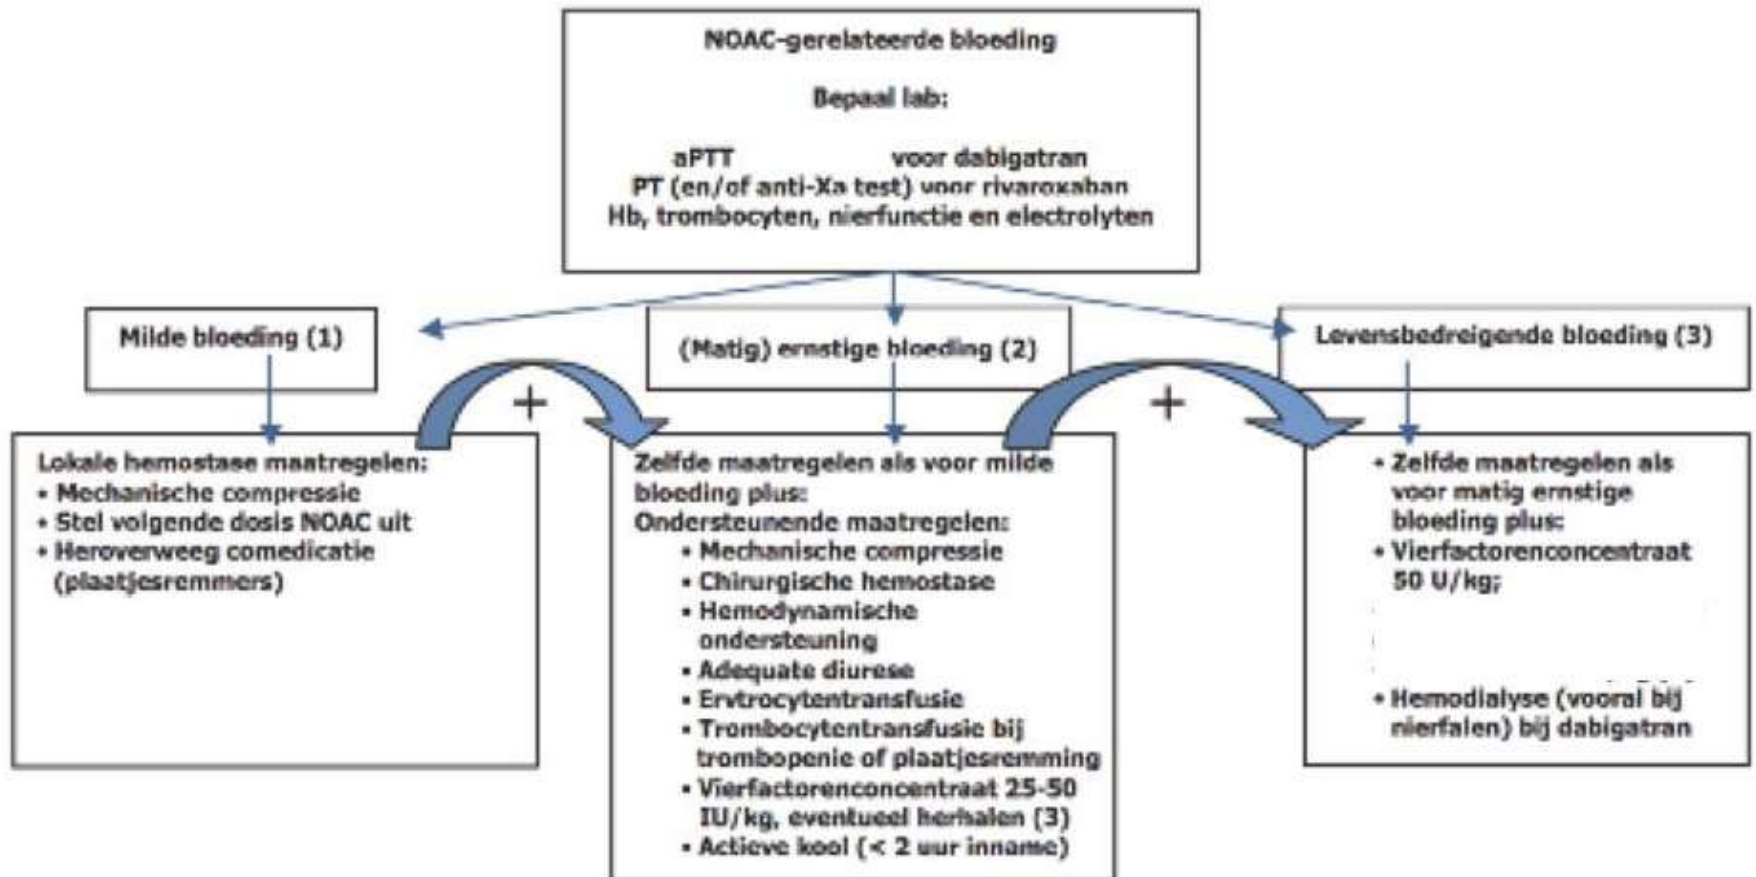 NOAC-gerelateerde bloeding
Bepaal lab:
aPTT voor dabigatran
PT (en/of anti-Xa test) voor rivaroxaban
Hb, trombocyten, nierfunctie en electrolyten
Milde bloeding (1)
(Matig) ernstige bloeding (2)
Levensbedreigende bloeding (3)
+
+
Lokale hemostase maatregelen:
• Mechanische compressie
• Stel volgende dosis NOAC uit
• Heroverweeg comedicatie
(plaatjesremmers)
Zelfde maatregelen als voor milde
bloeding plus:
Ondersteunende maatregelen:
• Mechanische compressie
• Chirurgische hemostase
• Hemodynamische
ondersteuning
• Adequate diurese
• Erytrocytentransfusie
• Trombocytentransfusie bij
trombopenie of plaatjesremming
• Vierfactorenconcentraat 25-50
IU/kg, eventueel herhalen (3)
• Actieve kool (< 2 uur inname)
• Zelfde maatregelen als
voor matig ernstige
bloeding plus:
• Vierfactorenconcentraat
50 U/kg;
• Hemodialyse (vooral bij
nierfalen) bij dabigatran